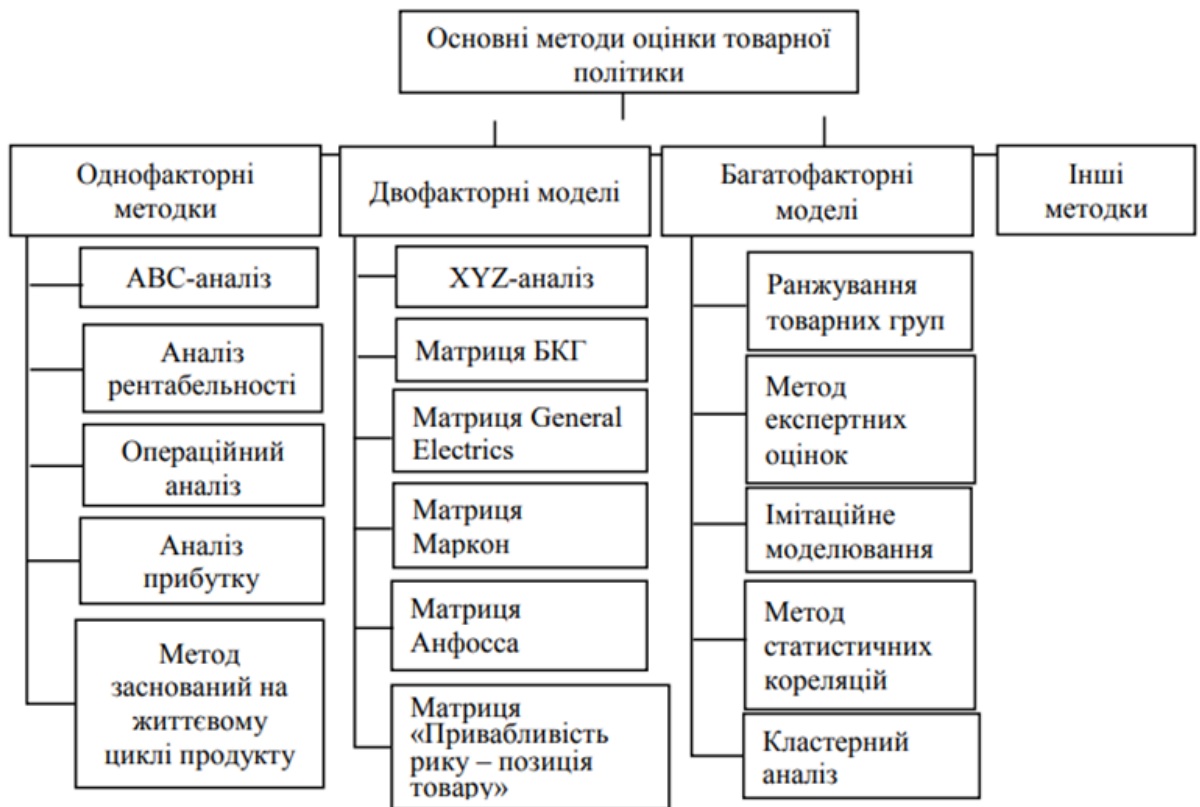 Основні методи оцінки товарної
політики
Однофакторні
методки
Двофакторні моделі
Багатофакторні
моделі
Інші
методки
АВС-аналіз
Аналіз
рентабельності
Операційний
аналіз
Аналіз
прибутку
Метод
заснований на
життєвому
циклі продукту
XYZ-аналіз
Матриця БКГ
Матриця General
Electrics
Матриця
Маркон
Матриця
Анфосса
Матриця
«Привабливість
рику – позиція
товару»
Ранжування
товарних груп
Метод
експертних
оцінок
Імітаційне
моделювання
Метод
статистичних
кореляцій
Кластерний
аналіз